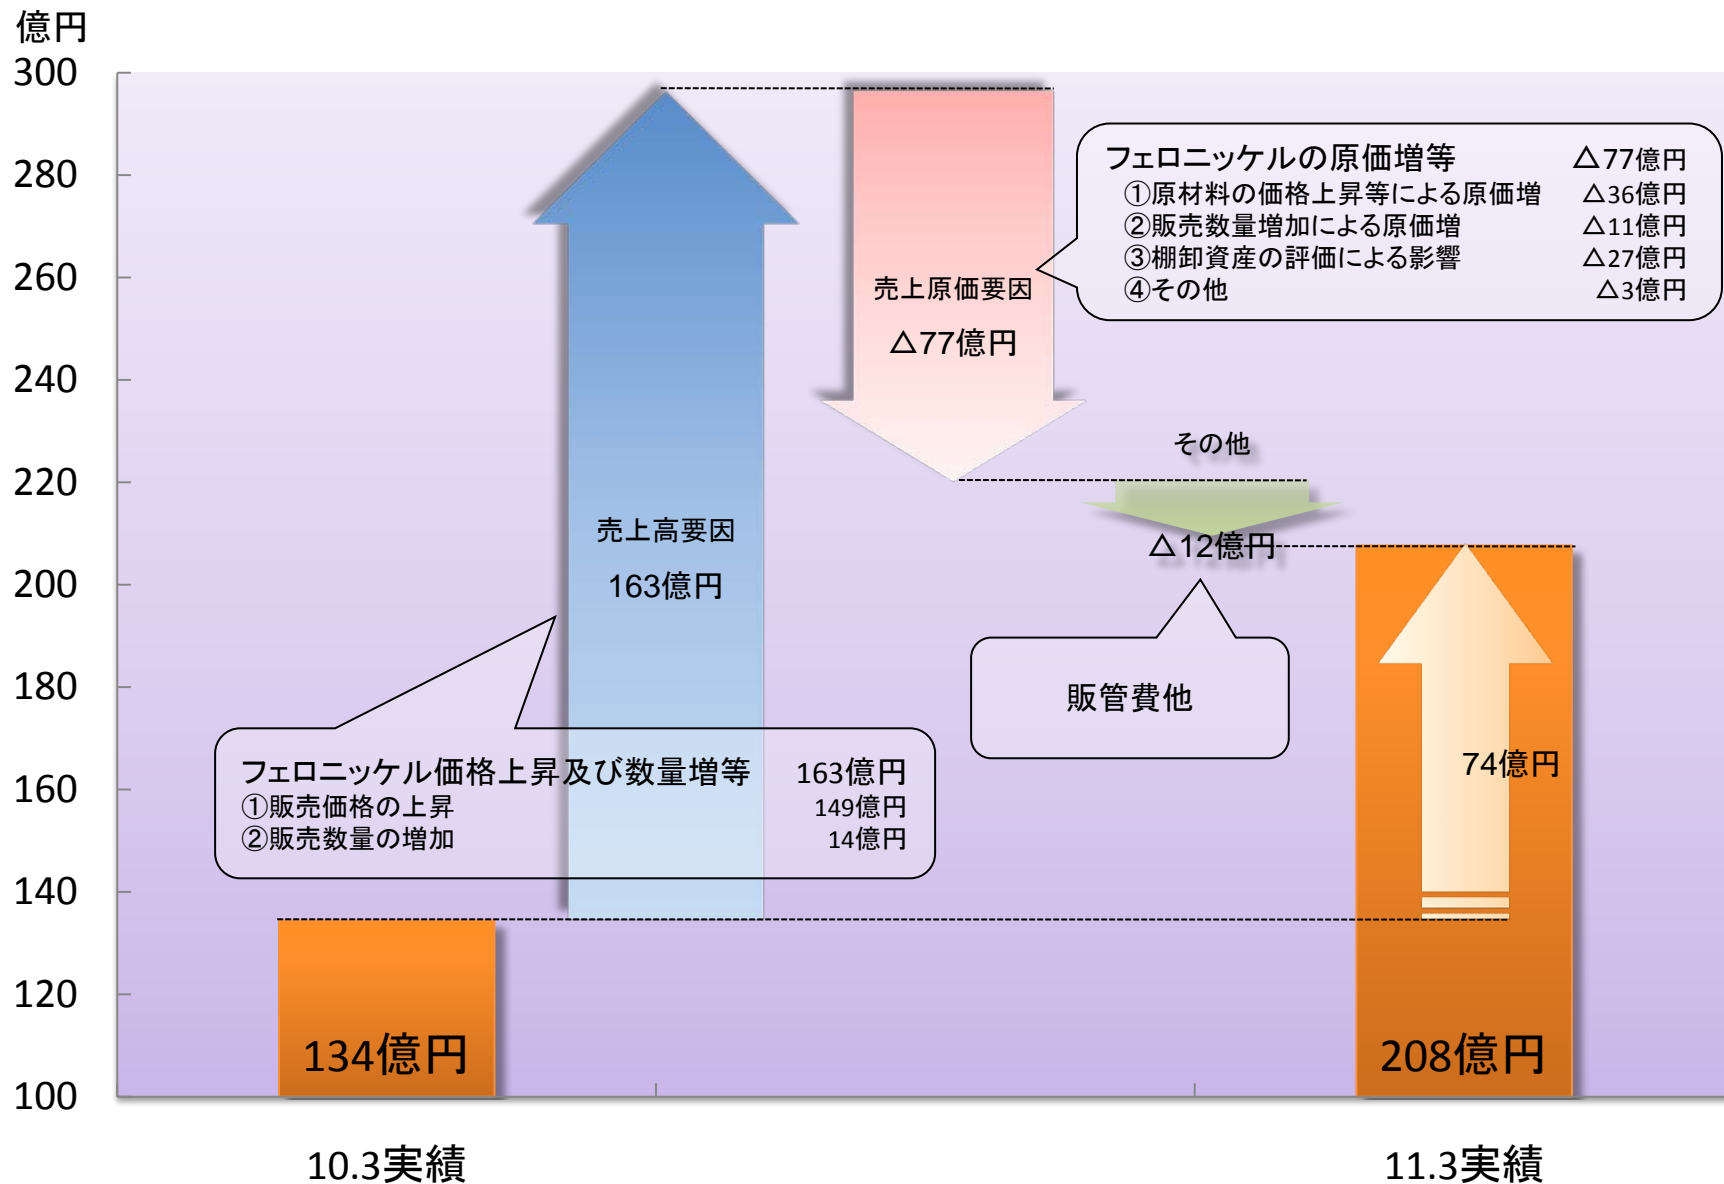 億円
300
280
260
240
220
200
180
160
140
120
100
フェロニッケルの原価増等 △77億円
①原材料の価格上昇等による原価増 △36億円
②販売数量増加による原価増 △11億円
③棚卸資産の評価による影響 △27億円
④その他 △3億円
売上原価要因
△77億円
その他
△12億円
販管費他
売上高要因
163億円
フェロニッケル価格上昇及び数量増等 163億円
①販売価格の上昇 149億円
②販売数量の増加 14億円
74億円
134億円
208億円
10.3実績
11.3実績